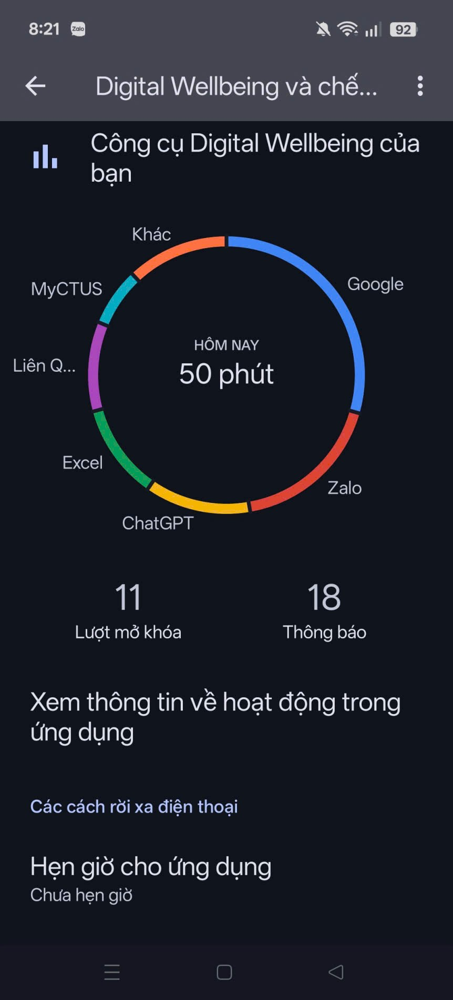 8:21 Zalo 92
Digital Wellbeing và chế...
Công cụ Digital Wellbeing của
bạn
Khác
Google
MyCTUS
HÔM NAY
Liên Q...
50 phút
Excel
Zalo
ChatGPT
11 18
Lượt mở khóa Thông báo
Xem thông tin về hoạt động trong
ứng dụng
Các cách rời xa điện thoại
Hẹn giờ cho ứng dụng
Chưa hẹn giờ